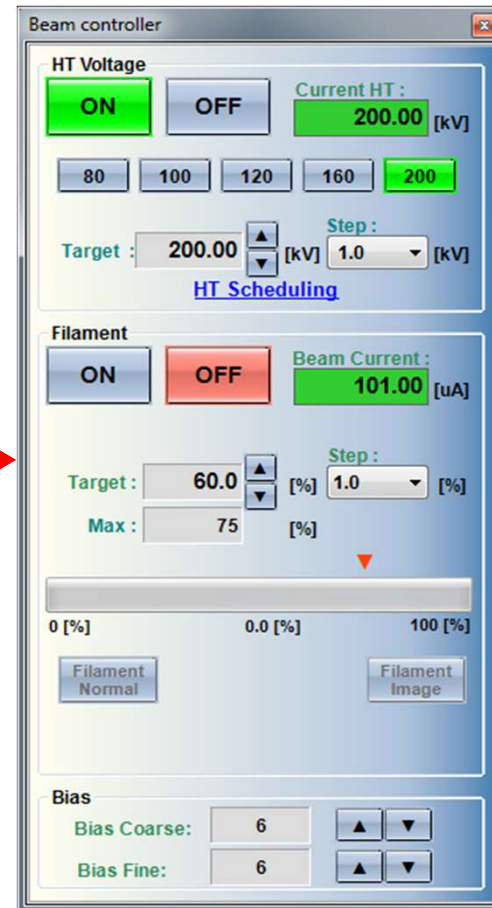 Beam controller
HT Voltage
ON OFF Current HT :
200.00 [kV]
80 100 120 160 200
Step :
Target : 200.00 [kV] 1.0 [kV]
HT Scheduling
Filament
ON OFF Beam Current :
101.00 [uA]
Step :
Target : 60.0 [%] 1.0 [%]
Max : 75 [%]
0 [%] 0.0 [%] 100 [%]
Filament Filament
Normal Image
Bias
Bias Coarse: 6
Bias Fine: 6